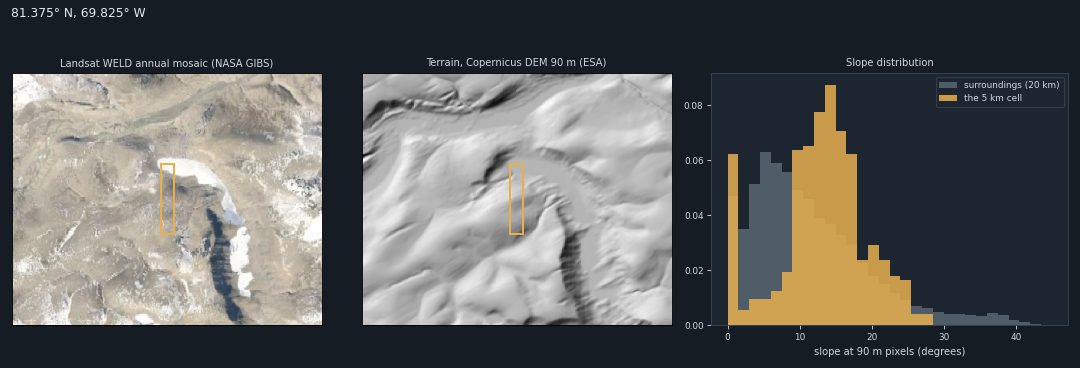 81.375° N, 69.825° W
Landsat WELD annual mosaic (NASA GIBS)
Terrain, Copernicus DEM 90 m (ESA)
Slope distribution
surroundings (20 km)
the 5 km cell
0.08
0.06
0.04
0.02
0.00
0 10 20 30 40
slope at 90 m pixels (degrees)